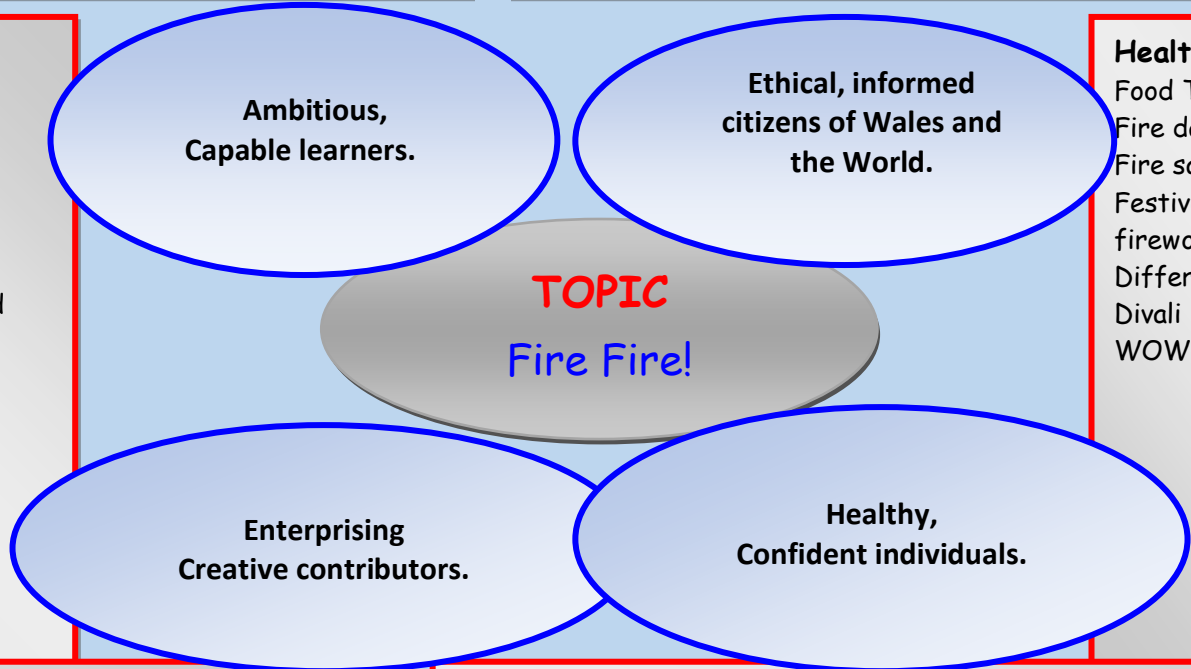 Ambitious,
Capable learners.
Ethical, informed
citizens of Wales and
the World.
TOPIC
Fire Fire!
Enterprising
Creative contributors.
Healthy,
Confident individuals.
Food
Fire
Fire
Divali
WOW